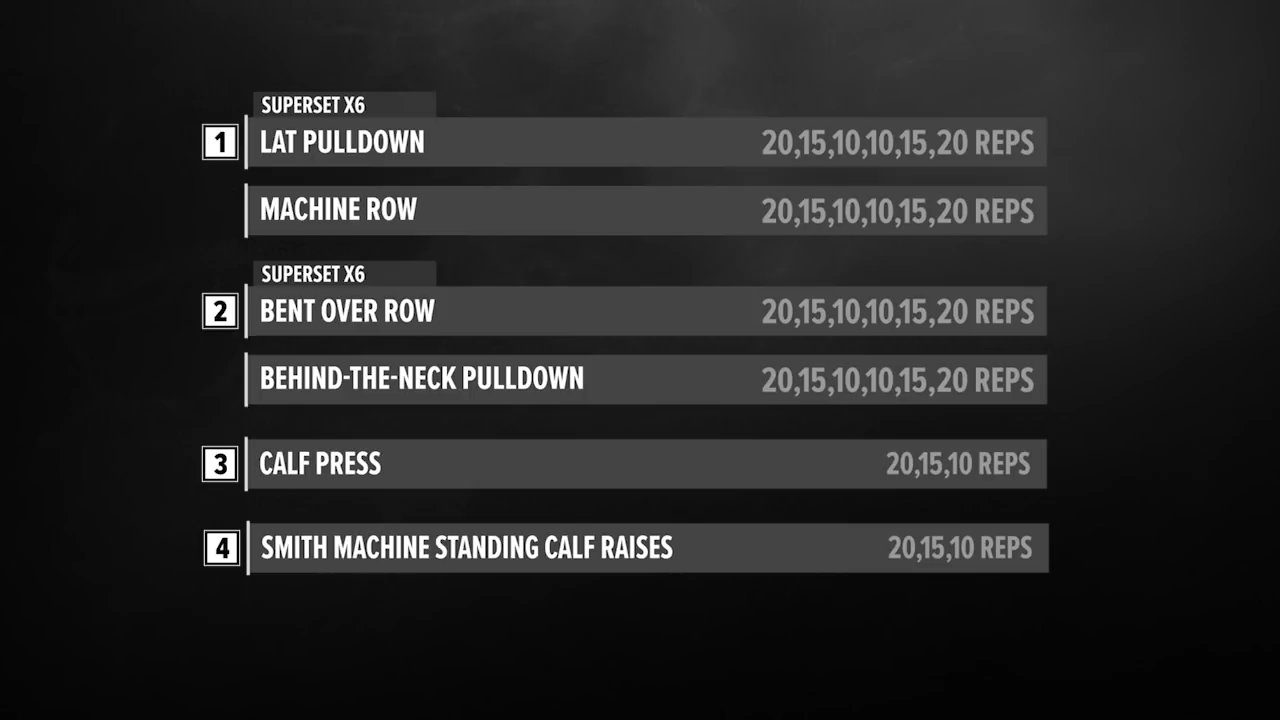 SUPERSET X6
1 LAT PULLDOWN 20,15,10,10,15,20 REPS
MACHINE ROW 20,15,10,10,15,20 REPS
SUPERSET X6
2 BENT OVER ROW 20,15,10,10,15,20 REPS
BEHIND-THE-NECK PULLDOWN 20,15,10,10,15,20 REPS
3 CALF PRESS 20,15,10 REPS
4 SMITH MACHINE STANDING CALF RAISES 20,15,10 REPS